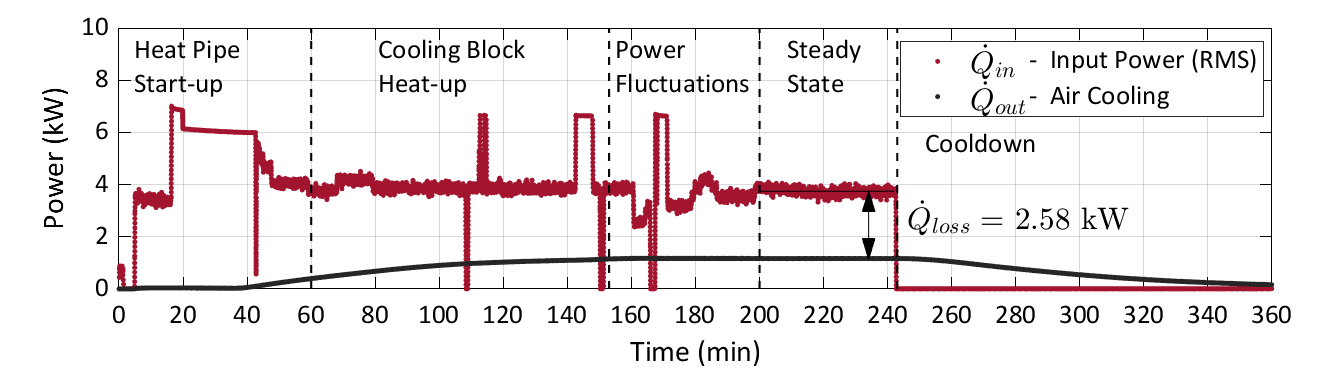 Heat Pipe
Start-up
Cooling Block
Heat-up
Power
Fluctuations
Steady
State
Q̇in - Input Power (RMS)
Q̇out - Air Cooling
Cooldown
Q̇loss = 2.58 kW
Power (kW)
10
8
6
4
2
0
0 20 40 60 80 100 120 140 160 180 200 220 240 260 280 300 320 340 360
Time (min)